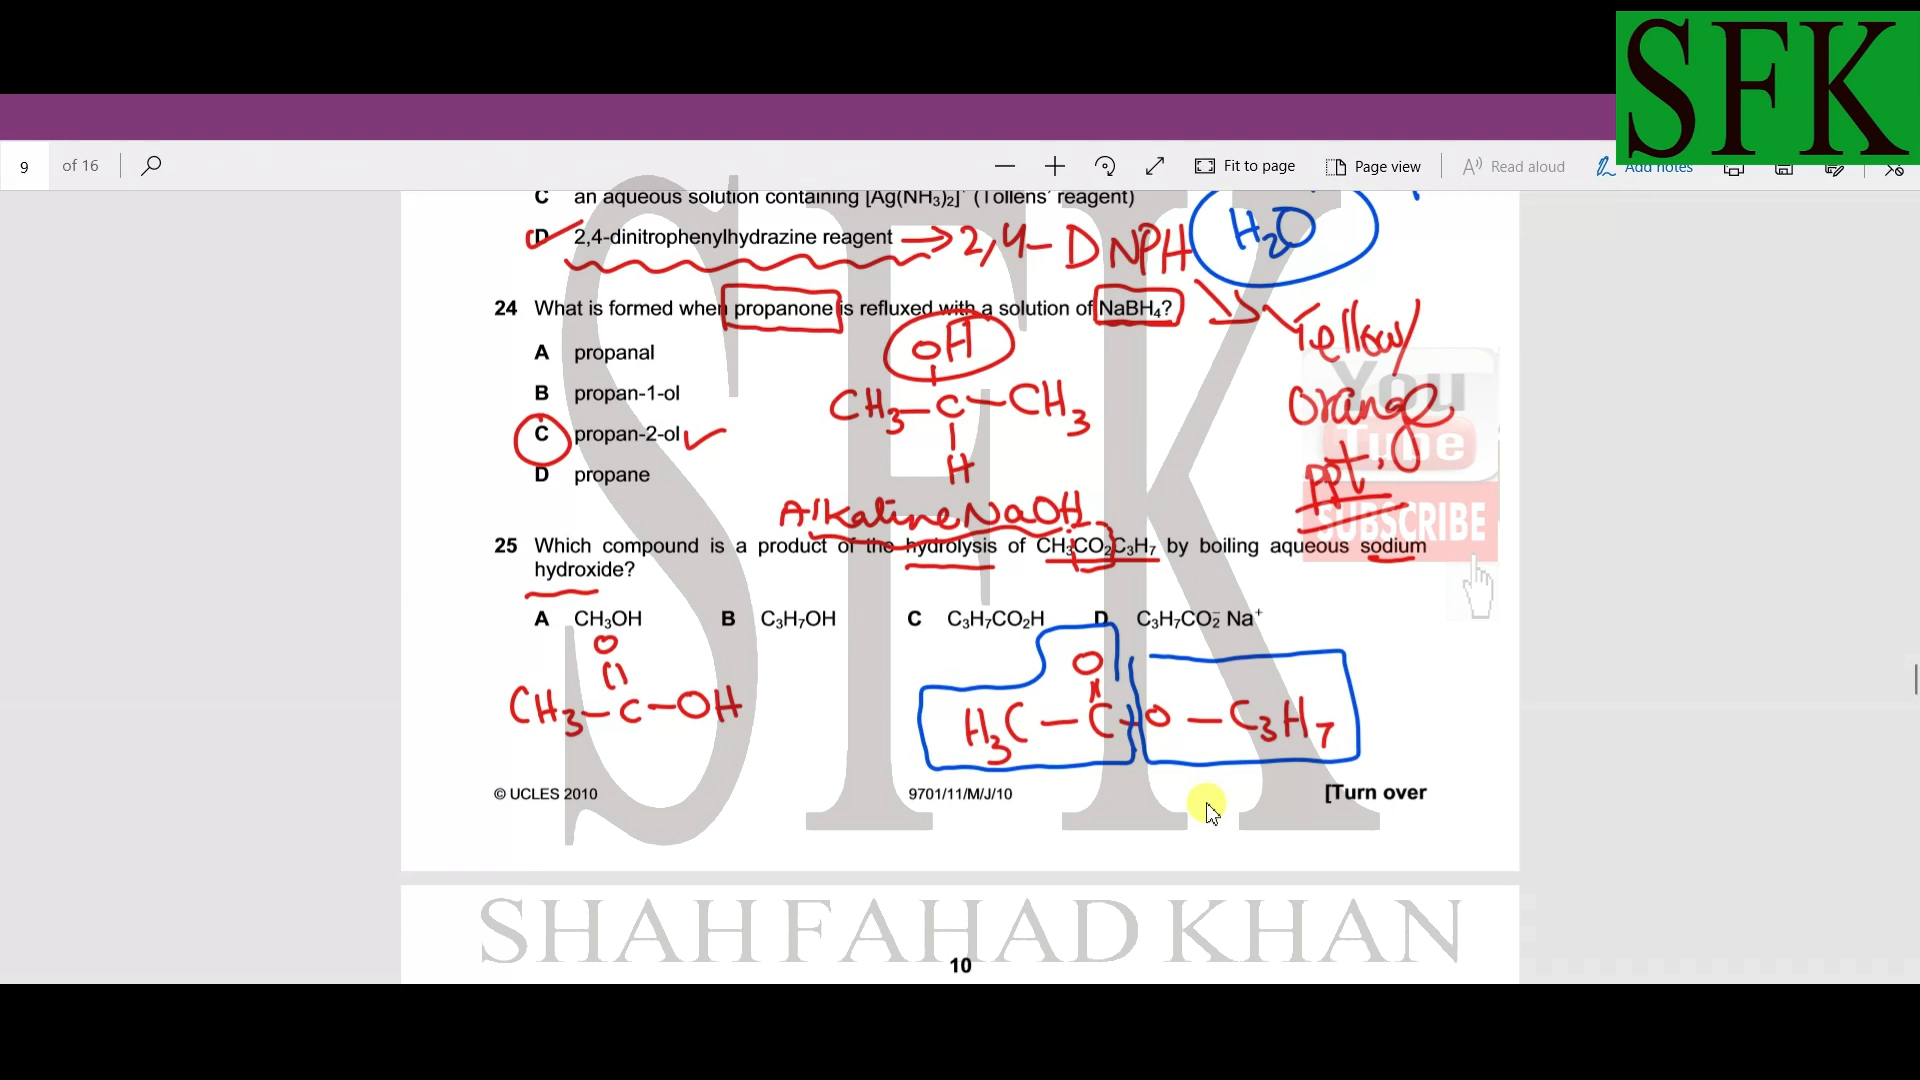 SFK
9 of 16
Fit to page
Page view
Read aloud
Add notes
C an aqueous solution containing [Ag(NH₃)₂]⁺ (Tollens' reagent)
D 2,4-dinitrophenylhydrazine reagent → 2,4-DNPH
H₂O
24 What is formed when propanone is refluxed with a solution of NaBH₄?
Yellow/
orange
ppt.
A propanal
B propan-1-ol
C propan-2-ol ✓
D propane
OH
CH₃–C–CH₃
H
You
Tube
SUBSCRIBE
Alkaline NaOH
25 Which compound is a product of the hydrolysis of CH₃CO₂C₃H₇ by boiling aqueous sodium
hydroxide?
A CH₃OH B C₃H₇OH C C₃H₇CO₂H D C₃H₇CO₂⁻ Na⁺
O
CH₃–C–OH
O
H₃C–C–O–C₃H₇
© UCLES 2010 9701/11/M/J/10 [Turn over
SFK
SHAH FAHAD KHAN
10